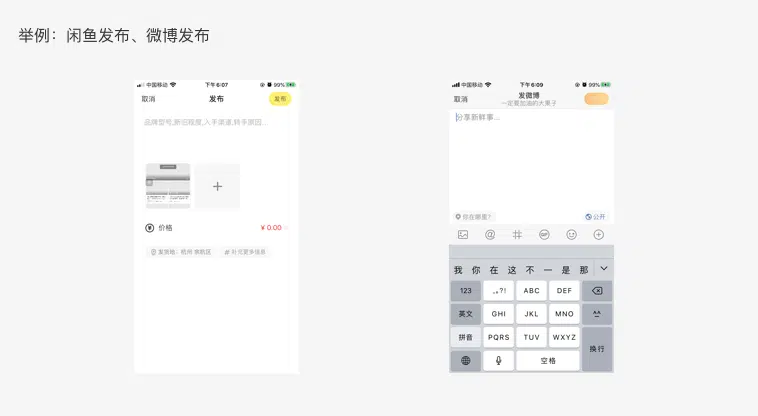 举例：闲鱼发布、微博发布
中国移动 下午6:07 99%
取消 发布 发布
品牌型号,新旧程度,入手渠道,转手原因...
价格 ¥ 0.00
发货地：杭州 余杭区 # 补充更多信息
中国移动 下午6:09 99%
取消 发微博
一定要加油的大果子
分享新鲜事...
你在哪里? 公开
GIF
我 你 在 这 不 一 是 那
123 .,?! ABC DEF
英文 GHI JKL MNO ^^
拼音 PQRS TUV WXYZ 换行
空格